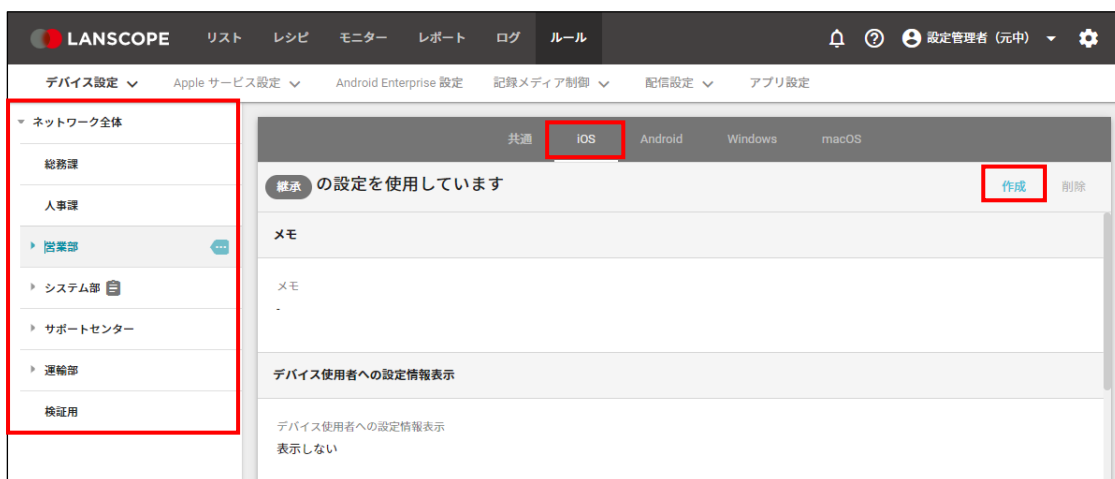 LANSCOPE リスト レシピ モニター レポート ログ ルール 設定管理者（元中）
デバイス設定 Apple サービス設定 Android Enterprise 設定 記録メディア制御 配信設定 アプリ設定
ネットワーク全体
総務課
人事課
営業部
システム部
サポートセンター
運輸部
検証用
共通 iOS Android Windows macOS
継承 の設定を使用しています 作成 削除
メモ
メモ
-
デバイス使用者への設定情報表示
デバイス使用者への設定情報表示
表示しない